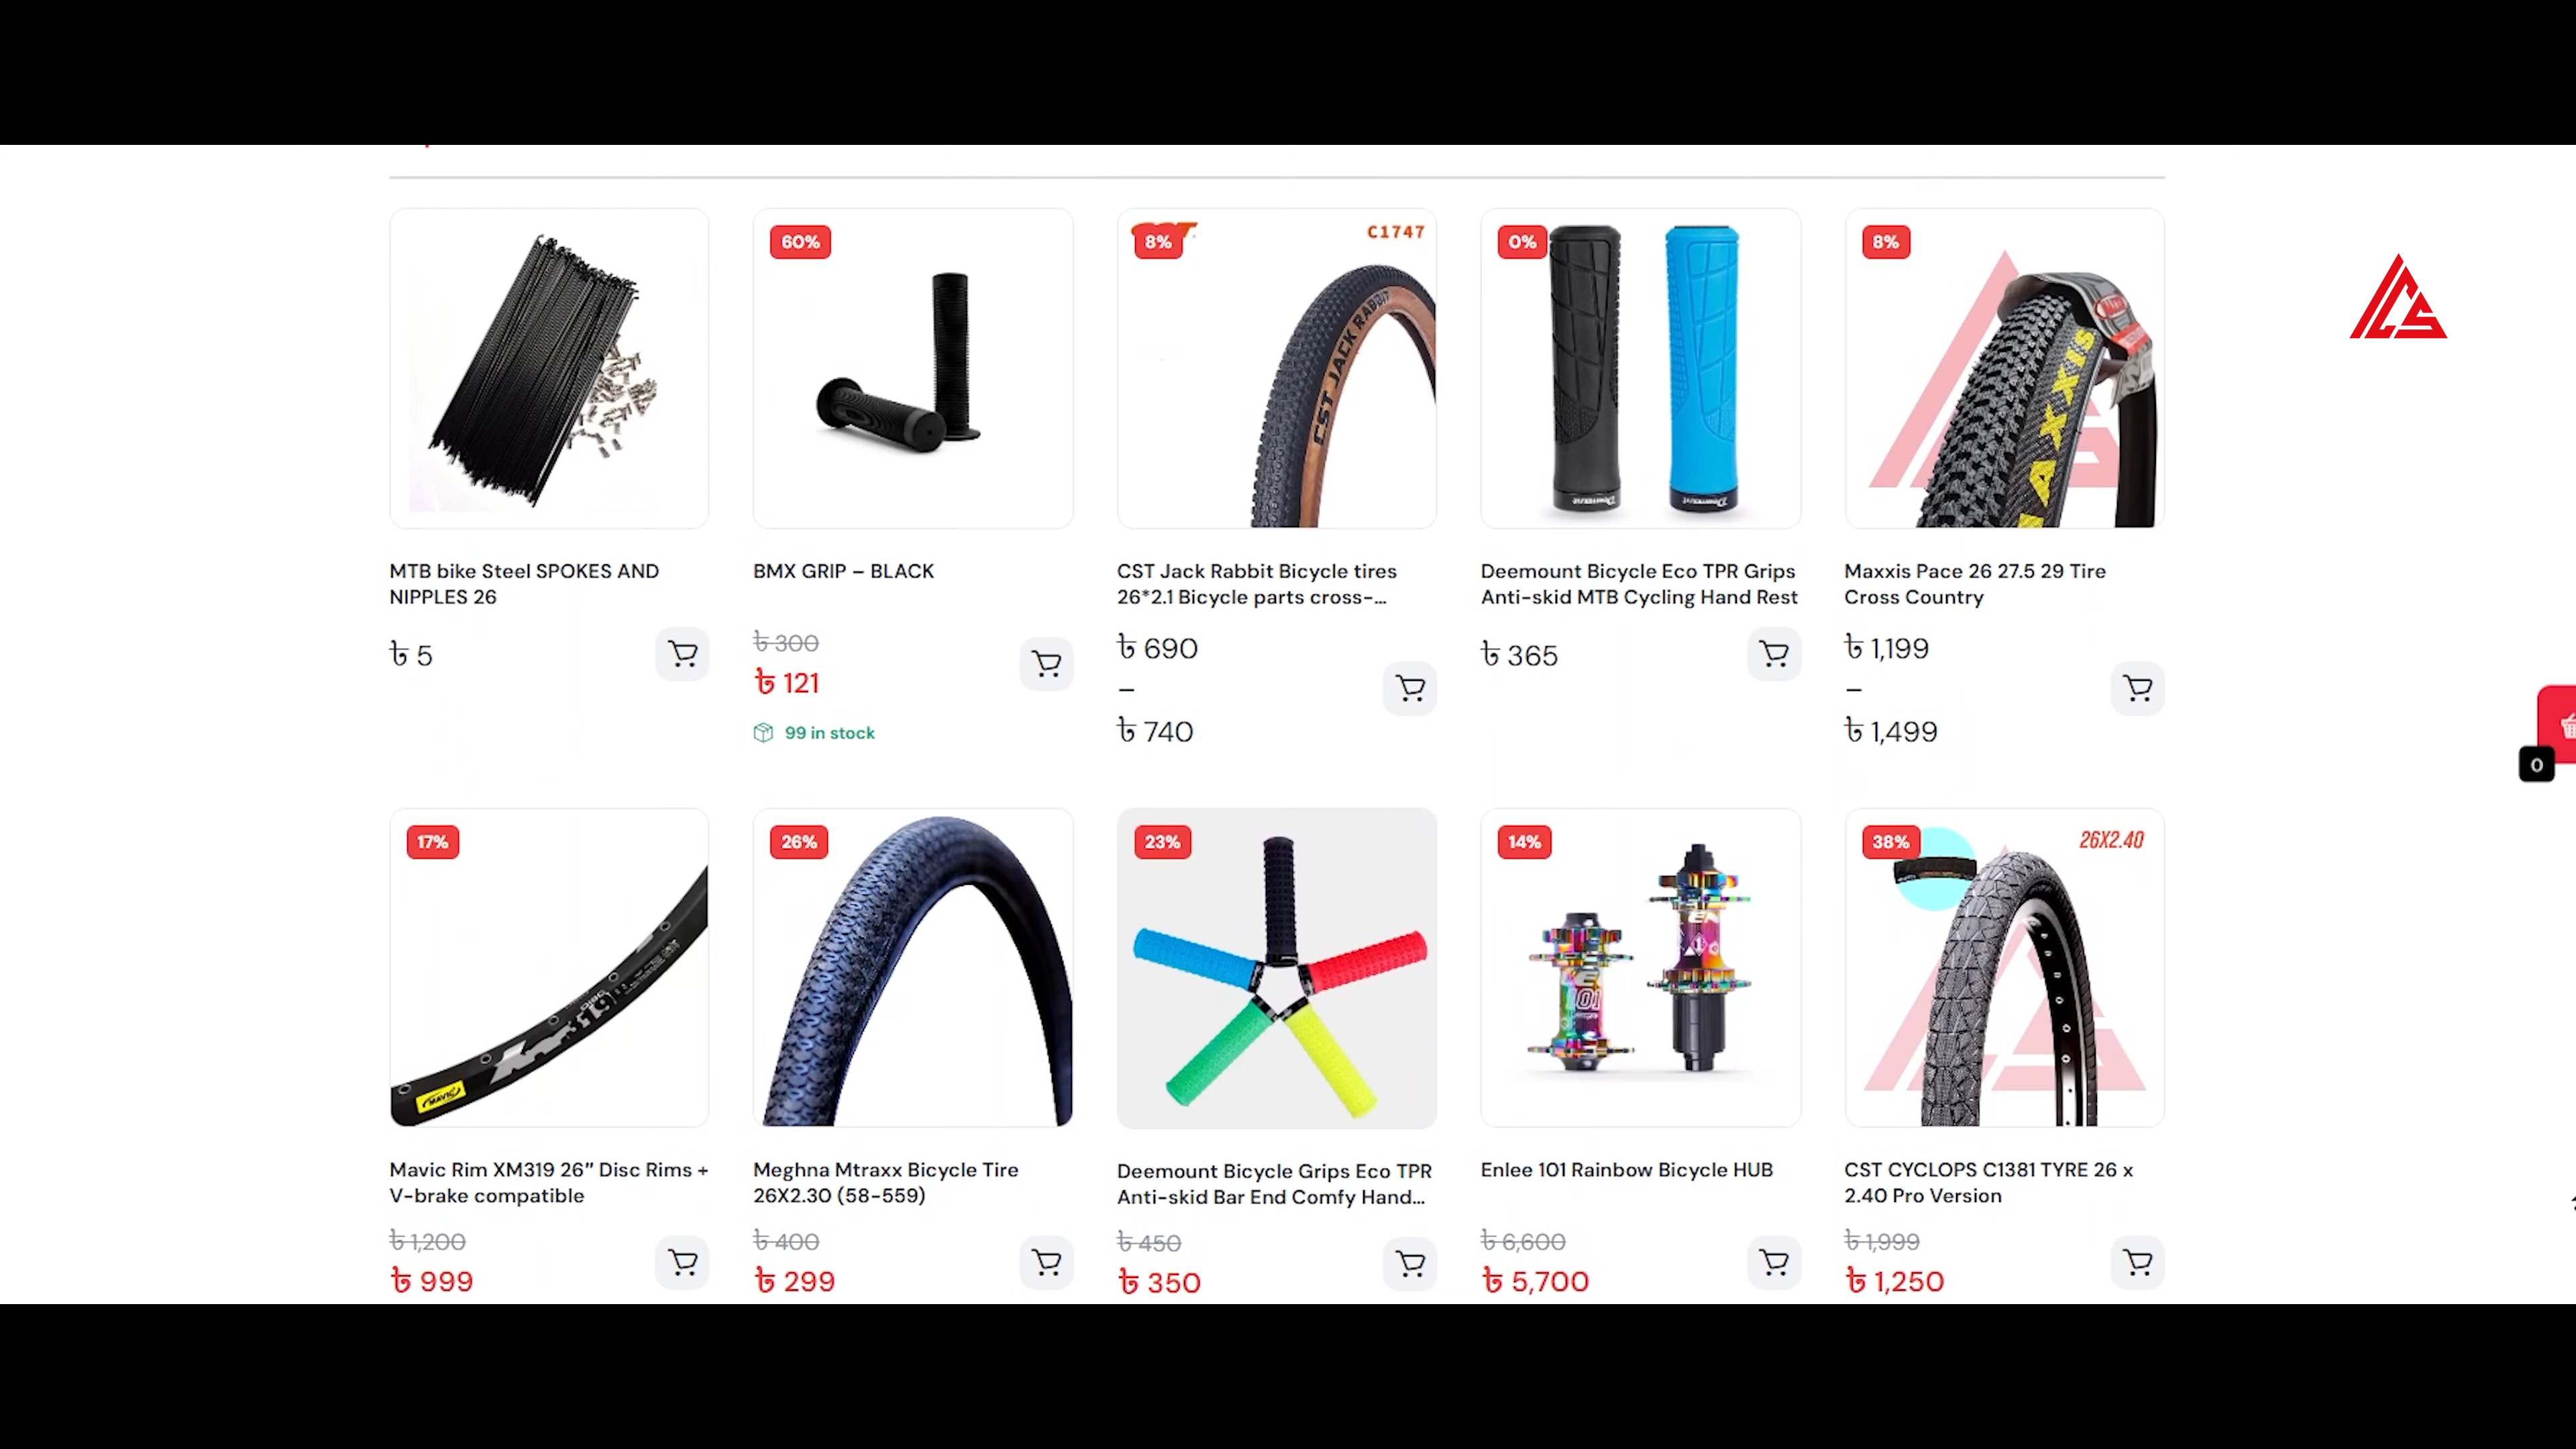 60%
8%
C1747
CST JACK RABBIT
0%
8%
MAXXIS
MTB bike Steel SPOKES AND
NIPPLES 26
৳ 5
BMX GRIP – BLACK
৳ 300
৳ 121
99 in stock
CST Jack Rabbit Bicycle tires
26*2.1 Bicycle parts cross-...
৳ 690
–
৳ 740
Deemount Bicycle Eco TPR Grips
Anti-skid MTB Cycling Hand Rest
৳ 365
Maxxis Pace 26 27.5 29 Tire
Cross Country
৳ 1,199
–
৳ 1,499
0
17%
MAVIC
26%
23%
14%
101
38%
26X2.40
Mavic Rim XM319 26″ Disc Rims +
V-brake compatible
৳ 1,200
৳ 999
Meghna Mtraxx Bicycle Tire
26X2.30 (58-559)
৳ 400
৳ 299
Deemount Bicycle Grips Eco TPR
Anti-skid Bar End Comfy Hand...
৳ 450
৳ 350
Enlee 101 Rainbow Bicycle HUB
৳ 6,600
৳ 5,700
CST CYCLOPS C1381 TYRE 26 x
2.40 Pro Version
৳ 1,999
৳ 1,250